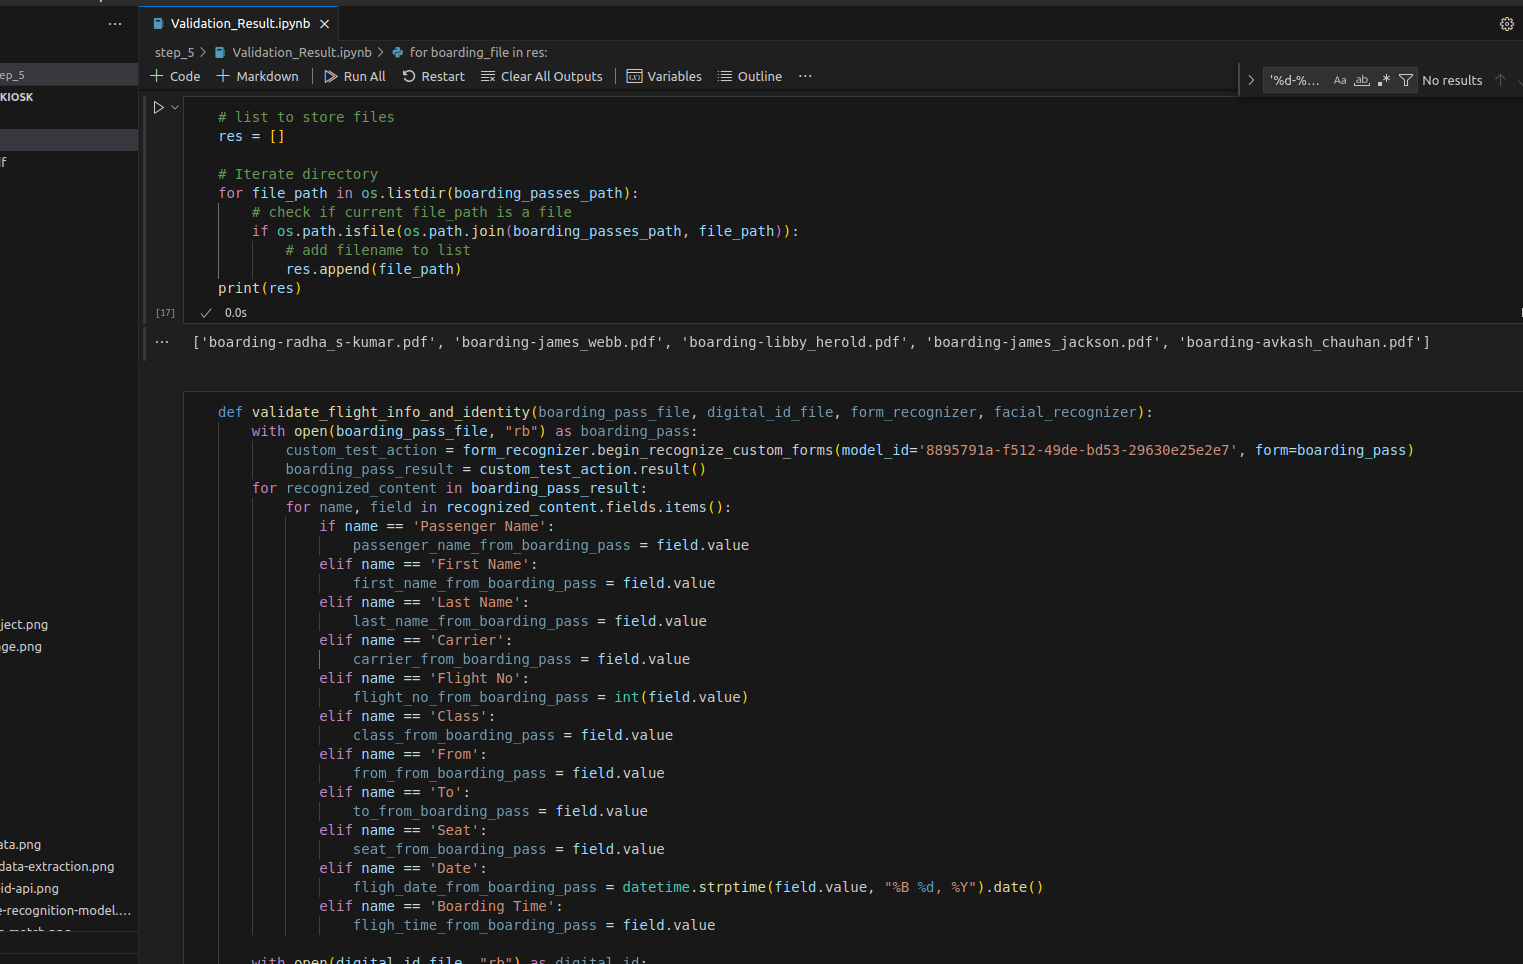 Validation_Result.ipynb
step_5 > Validation_Result.ipynb > for boarding_file in res:
+ Code + Markdown | Run All Restart Clear All Outputs | Variables Outline ...
'%d-%... Aa ab .* No results
ep_5
KIOSK
# list to store files
res = []
# Iterate directory
for file_path in os.listdir(boarding_passes_path):
# check if current file_path is a file
if os.path.isfile(os.path.join(boarding_passes_path, file_path)):
# add filename to list
res.append(file_path)
print(res)
[17] 0.0s
['boarding-radha_s-kumar.pdf', 'boarding-james_webb.pdf', 'boarding-libby_herold.pdf', 'boarding-james_jackson.pdf', 'boarding-avkash_chauhan.pdf']
def validate_flight_info_and_identity(boarding_pass_file, digital_id_file, form_recognizer, facial_recognizer):
with open(boarding_pass_file, "rb") as boarding_pass:
custom_test_action = form_recognizer.begin_recognize_custom_forms(model_id='8895791a-f512-49de-bd53-29630e25e2e7', form=boarding_pass)
boarding_pass_result = custom_test_action.result()
for recognized_content in boarding_pass_result:
for name, field in recognized_content.fields.items():
if name == 'Passenger Name':
passenger_name_from_boarding_pass = field.value
elif name == 'First Name':
first_name_from_boarding_pass = field.value
elif name == 'Last Name':
last_name_from_boarding_pass = field.value
elif name == 'Carrier':
carrier_from_boarding_pass = field.value
elif name == 'Flight No':
flight_no_from_boarding_pass = int(field.value)
elif name == 'Class':
class_from_boarding_pass = field.value
elif name == 'From':
from_from_boarding_pass = field.value
elif name == 'To':
to_from_boarding_pass = field.value
elif name == 'Seat':
seat_from_boarding_pass = field.value
elif name == 'Date':
fligh_date_from_boarding_pass = datetime.strptime(field.value, "%B %d, %Y").date()
elif name == 'Boarding Time':
fligh_time_from_boarding_pass = field.value
with open(digital_id_file, "rb") as digital_id:
ject.png
ge.png
ata.png
data-extraction.png
id-api.png
e-recognition-model....